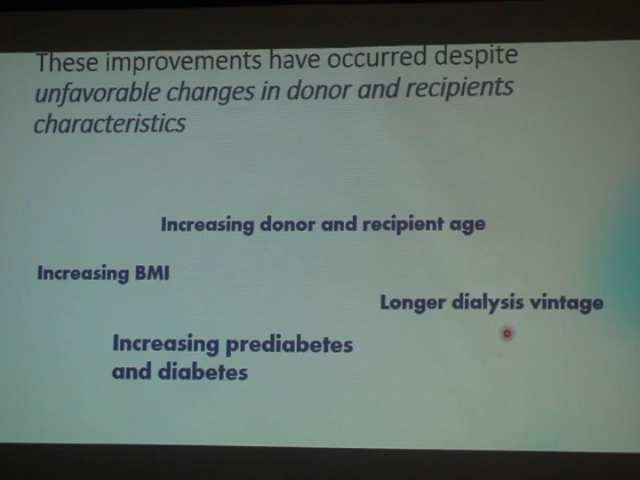 These improvements have occurred despite
unfavorable changes in donor and recipients
characteristics
Increasing donor and recipient age
Increasing BMI
Longer dialysis vintage
Increasing prediabetes
and diabetes